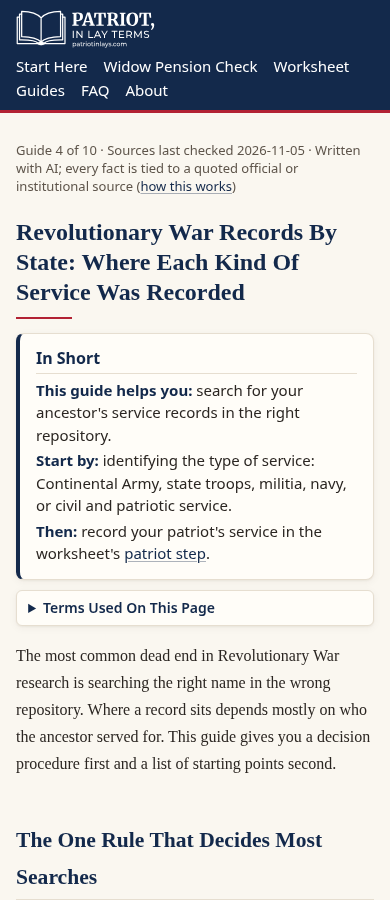 PATRIOT,
IN LAY TERMS
patriotinlays.com
Start Here Widow Pension Check Worksheet
Guides FAQ About
Guide 4 of 10 · Sources last checked 2026-11-05 · Written
with AI; every fact is tied to a quoted official or
institutional source (how this works)
Revolutionary War Records By
State: Where Each Kind Of
Service Was Recorded
In Short
This guide helps you: search for your
ancestor's service records in the right
repository.
Start by: identifying the type of service:
Continental Army, state troops, militia, navy,
or civil and patriotic service.
Then: record your patriot's service in the
worksheet's patriot step.
▶ Terms Used On This Page
The most common dead end in Revolutionary War
research is searching the right name in the wrong
repository. Where a record sits depends mostly on who
the ancestor served for. This guide gives you a decision
procedure first and a list of starting points second.
The One Rule That Decides Most
Searches